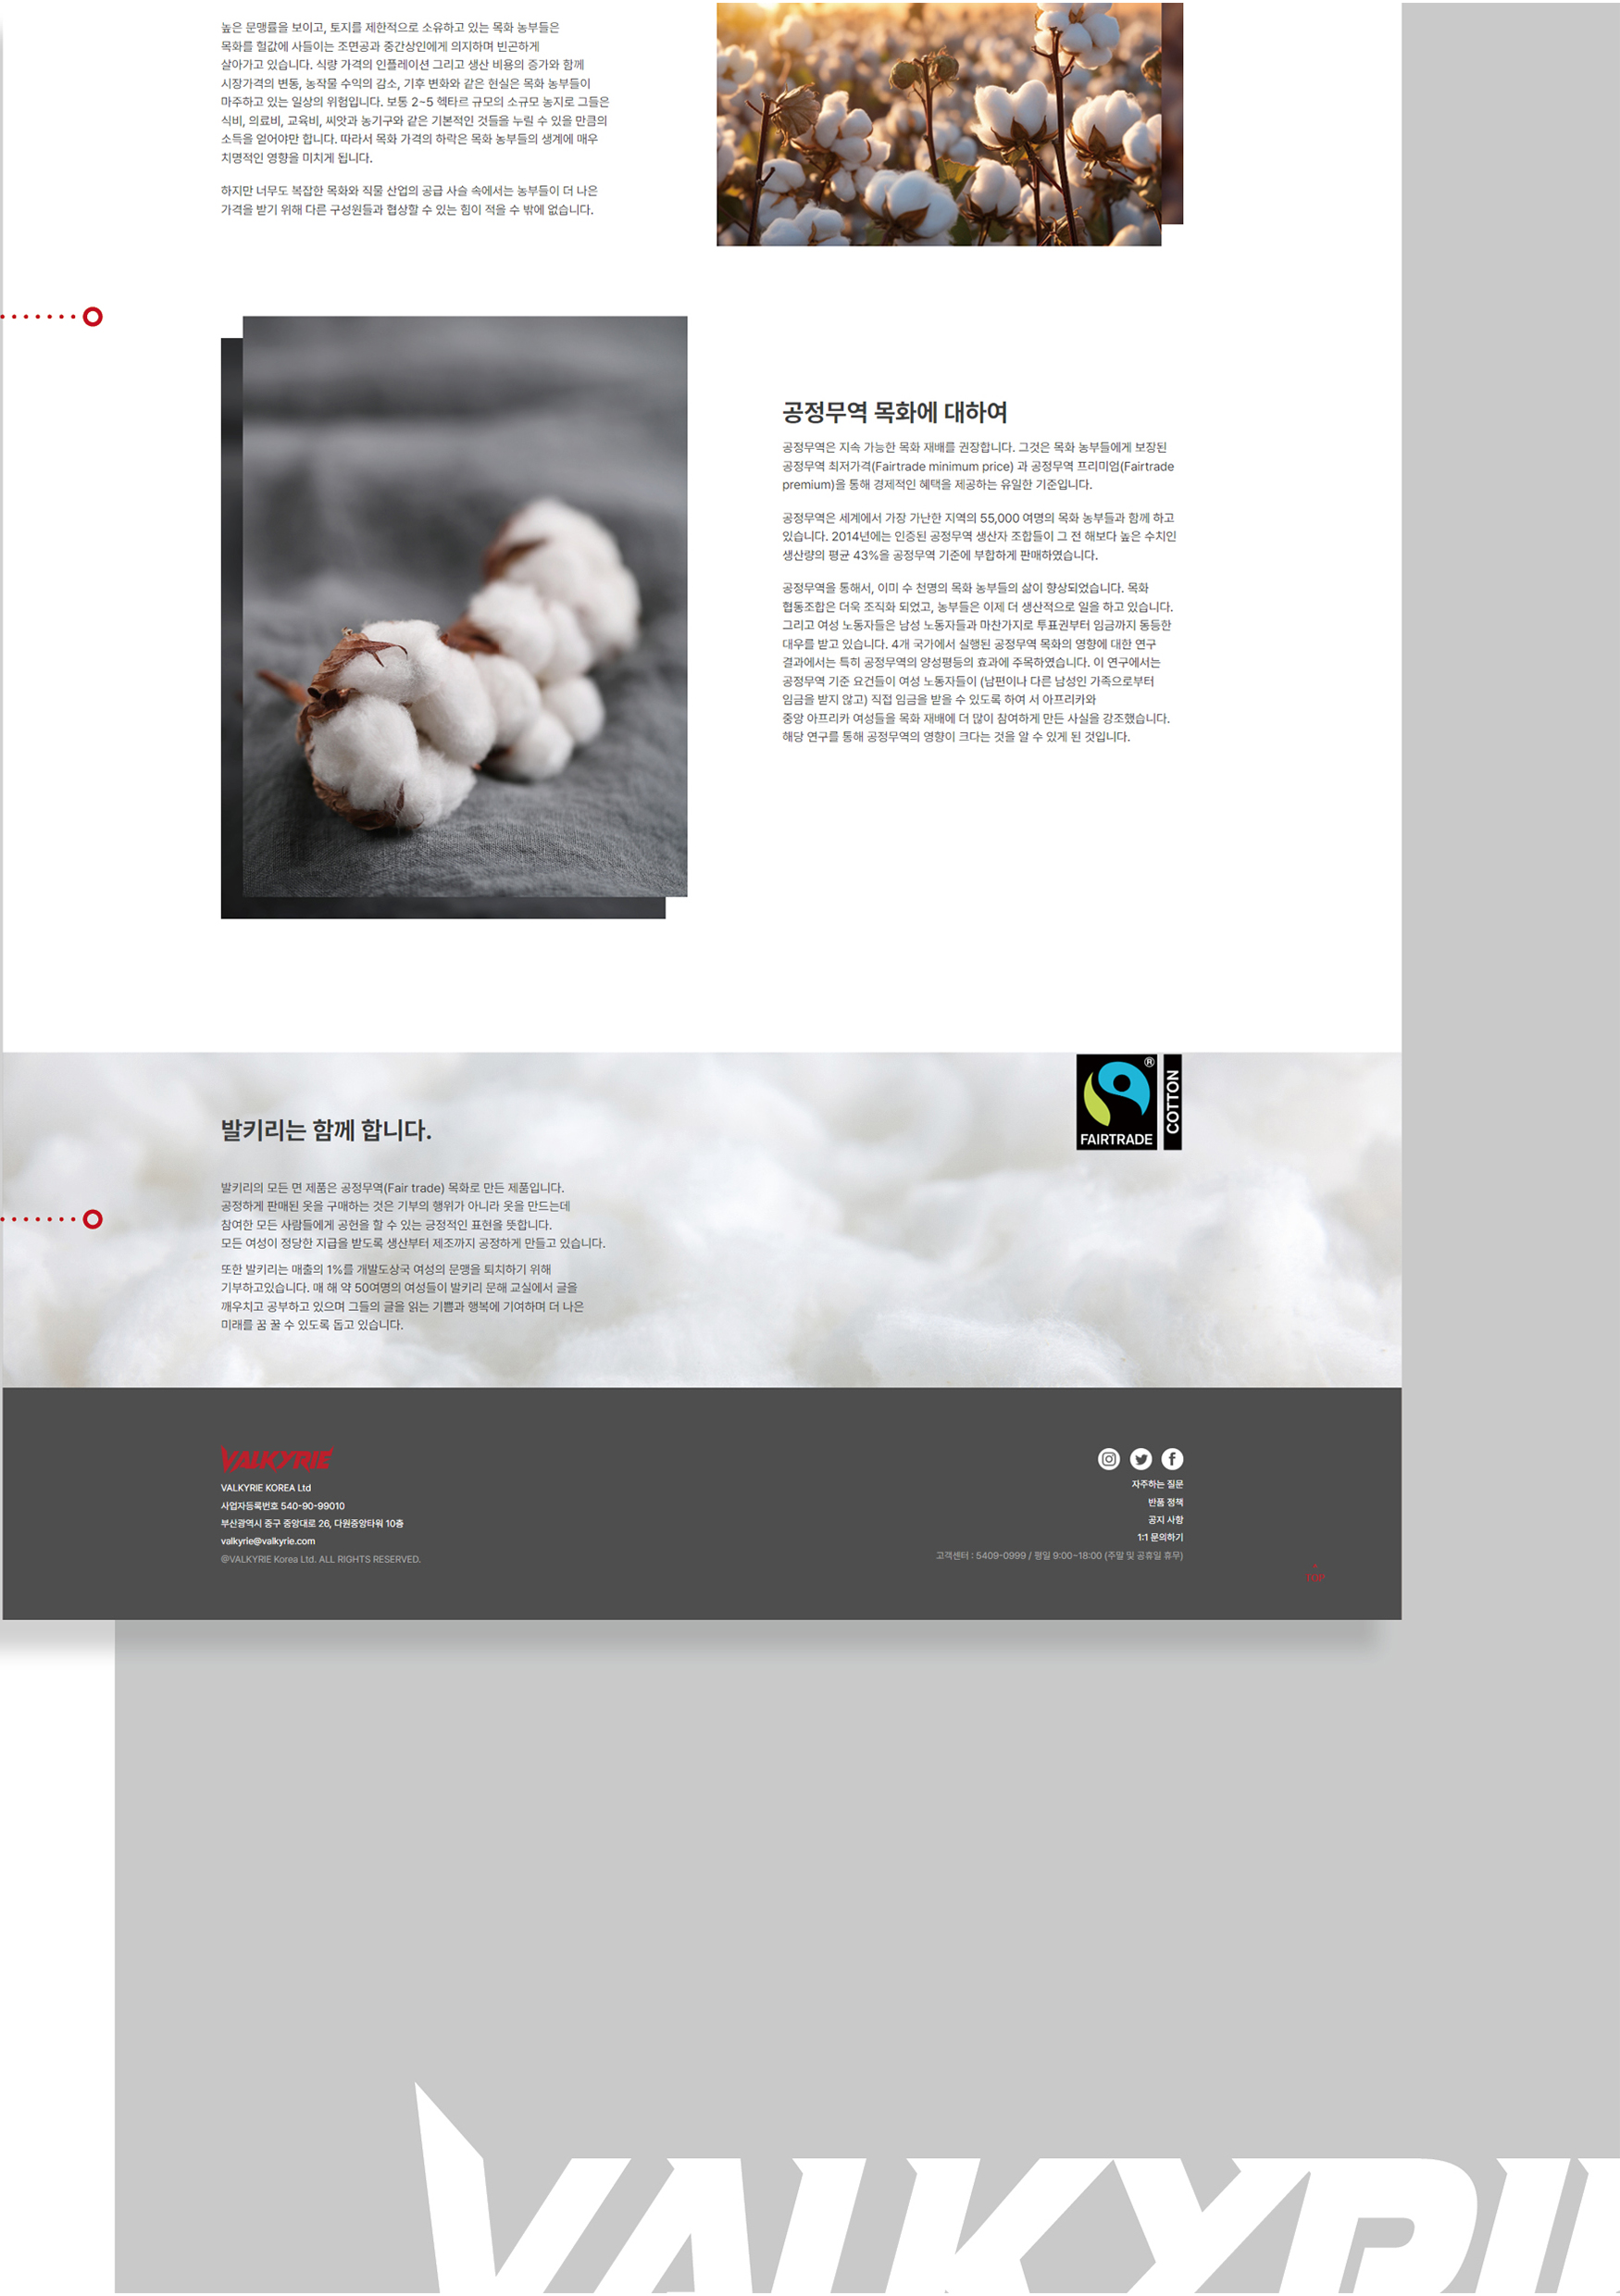 높은 문맹률을 보이고, 토지를 제한적으로 소유하고 있는 목화 농부들은
목화를 헐값에 사들이는 조면공과 중간상인에게 의지하며 빈곤하게
살아가고 있습니다. 식량 가격의 인플레이션 그리고 생산 비용의 증가와 함께
시장가격의 변동, 농작물 수익의 감소, 기후 변화와 같은 현실은 목화 농부들이
마주하고 있는 일상의 위험입니다. 보통 2~5 헥타르 규모의 소규모 농지로 그들은
식비, 의료비, 교육비, 씨앗과 농기구와 같은 기본적인 것들을 누릴 수 있을 만큼의
소득을 얻어야만 합니다. 따라서 목화 가격의 하락은 목화 농부들의 생계에 매우
치명적인 영향을 미치게 됩니다.
하지만 너무도 복잡한 목화와 직물 산업의 공급 사슬 속에서는 농부들이 더 나은
가격을 받기 위해 다른 구성원들과 협상할 수 있는 힘이 적을 수 밖에 없습니다.
공정무역 목화에 대하여
공정무역은 지속 가능한 목화 재배를 권장합니다. 그것은 목화 농부들에게 보장된
공정무역 최저가격(Fairtrade minimum price) 과 공정무역 프리미엄(Fairtrade
premium)을 통해 경제적인 혜택을 제공하는 유일한 기준입니다.
공정무역은 세계에서 가장 가난한 지역의 55,000 여명의 목화 농부들과 함께 하고
있습니다. 2014년에는 인증된 공정무역 생산자 조합들이 그 전 해보다 높은 수치인
생산량의 평균 43%을 공정무역 기준에 부합하게 판매하였습니다.
공정무역을 통해서, 이미 수 천명의 목화 농부들의 삶이 향상되었습니다. 목화
협동조합은 더욱 조직화 되었고, 농부들은 이제 더 생산적으로 일을 하고 있습니다.
그리고 여성 노동자들은 남성 노동자들과 마찬가지로 투표권부터 임금까지 동등한
대우를 받고 있습니다. 4개 국가에서 실행된 공정무역 목화의 영향에 대한 연구
결과에서는 특히 공정무역의 양성평등의 효과에 주목하였습니다. 이 연구에서는
공정무역 기준 요건들이 여성 노동자들이 (남편이나 다른 남성인 가족으로부터
임금을 받지 않고) 직접 임금을 받을 수 있도록 하여 서 아프리카와
중앙 아프리카 여성들을 목화 재배에 더 많이 참여하게 만든 사실을 강조했습니다.
해당 연구를 통해 공정무역의 영향이 크다는 것을 알 수 있게 된 것입니다.
발키리는 함께 합니다.
®
FAIRTRADE
COTTON
발키리의 모든 면 제품은 공정무역(Fair trade) 목화로 만든 제품입니다.
공정하게 판매된 옷을 구매하는 것은 기부의 행위가 아니라 옷을 만드는데
참여한 모든 사람들에게 공헌을 할 수 있는 긍정적인 표현을 뜻합니다.
모든 여성이 정당한 지급을 받도록 생산부터 제조까지 공정하게 만들고 있습니다.
또한 발키리는 매출의 1%를 개발도상국 여성의 문맹을 퇴치하기 위해
기부하고있습니다. 매 해 약 50여명의 여성들이 발키리 문해 교실에서 글을
깨우치고 공부하고 있으며 그들의 글을 읽는 기쁨과 행복에 기여하며 더 나은
미래를 꿈 꿀 수 있도록 돕고 있습니다.
VALKYRIE
VALKYRIE KOREA Ltd
사업자등록번호 540-90-99010
부산광역시 중구 중앙대로 26, 다원중앙타워 10층
valkyrie@valkyrie.com
@VALKYRIE Korea Ltd. ALL RIGHTS RESERVED.
자주하는 질문
반품 정책
공지 사항
1:1 문의하기
고객센터 : 5409-0999 / 평일 9:00~18:00 (주말 및 공휴일 휴무)
TOP
VALKYRI